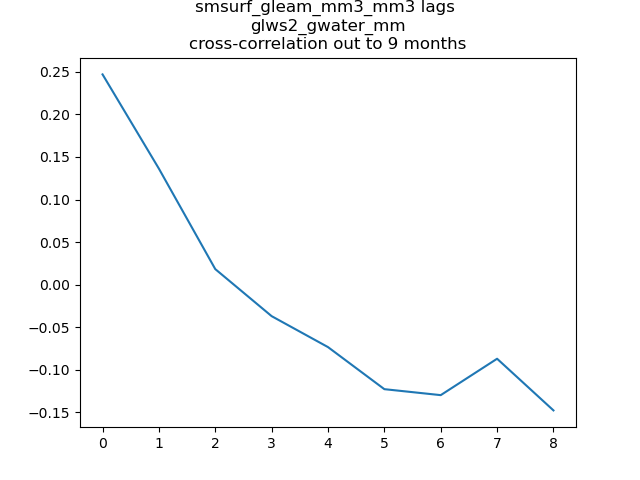 smsurf_gleam_mm3_mm3 lags
glws2_gwater_mm
cross-correlation out to 9 months
0.25
0.20
0.15
0.10
0.05
0.00
−0.05
−0.10
−0.15
0 1 2 3 4 5 6 7 8